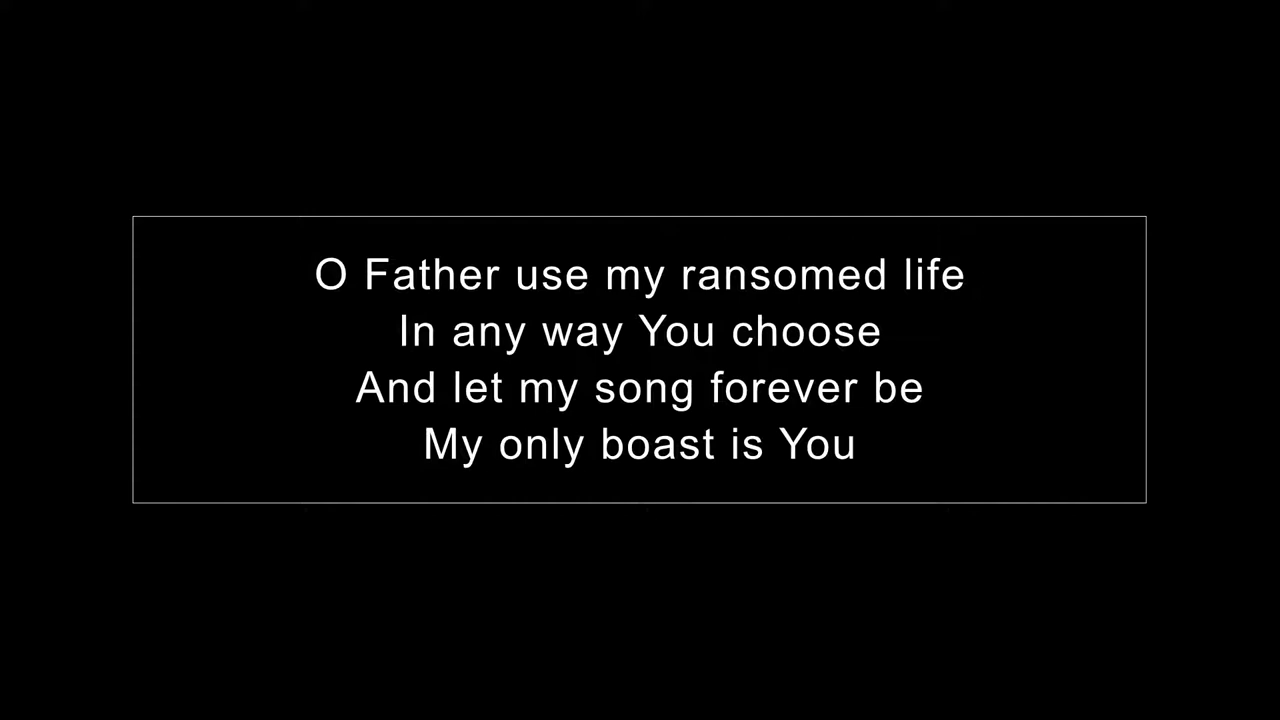 O Father use my ransomed life
In any way You choose
And let my song forever be
My only boast is You